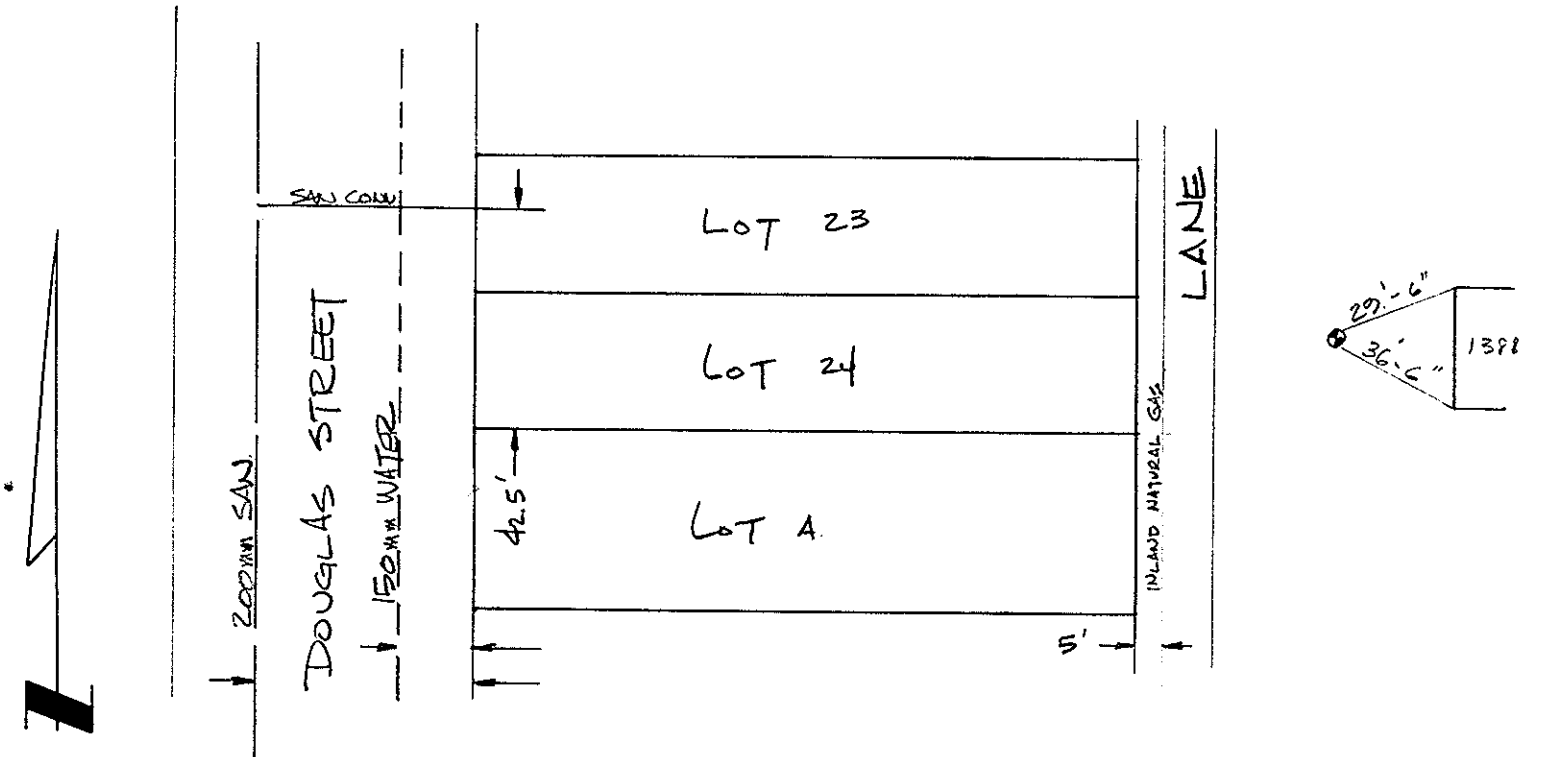 SAN CONN
LOT 23
LANE
LOT 24
29'-6"
36'-6"
1388
DOUGLAS STREET
200mm SAN.
150mm WATER
42.5'
LOT A.
INLAND NATURAL GAS
5'
N